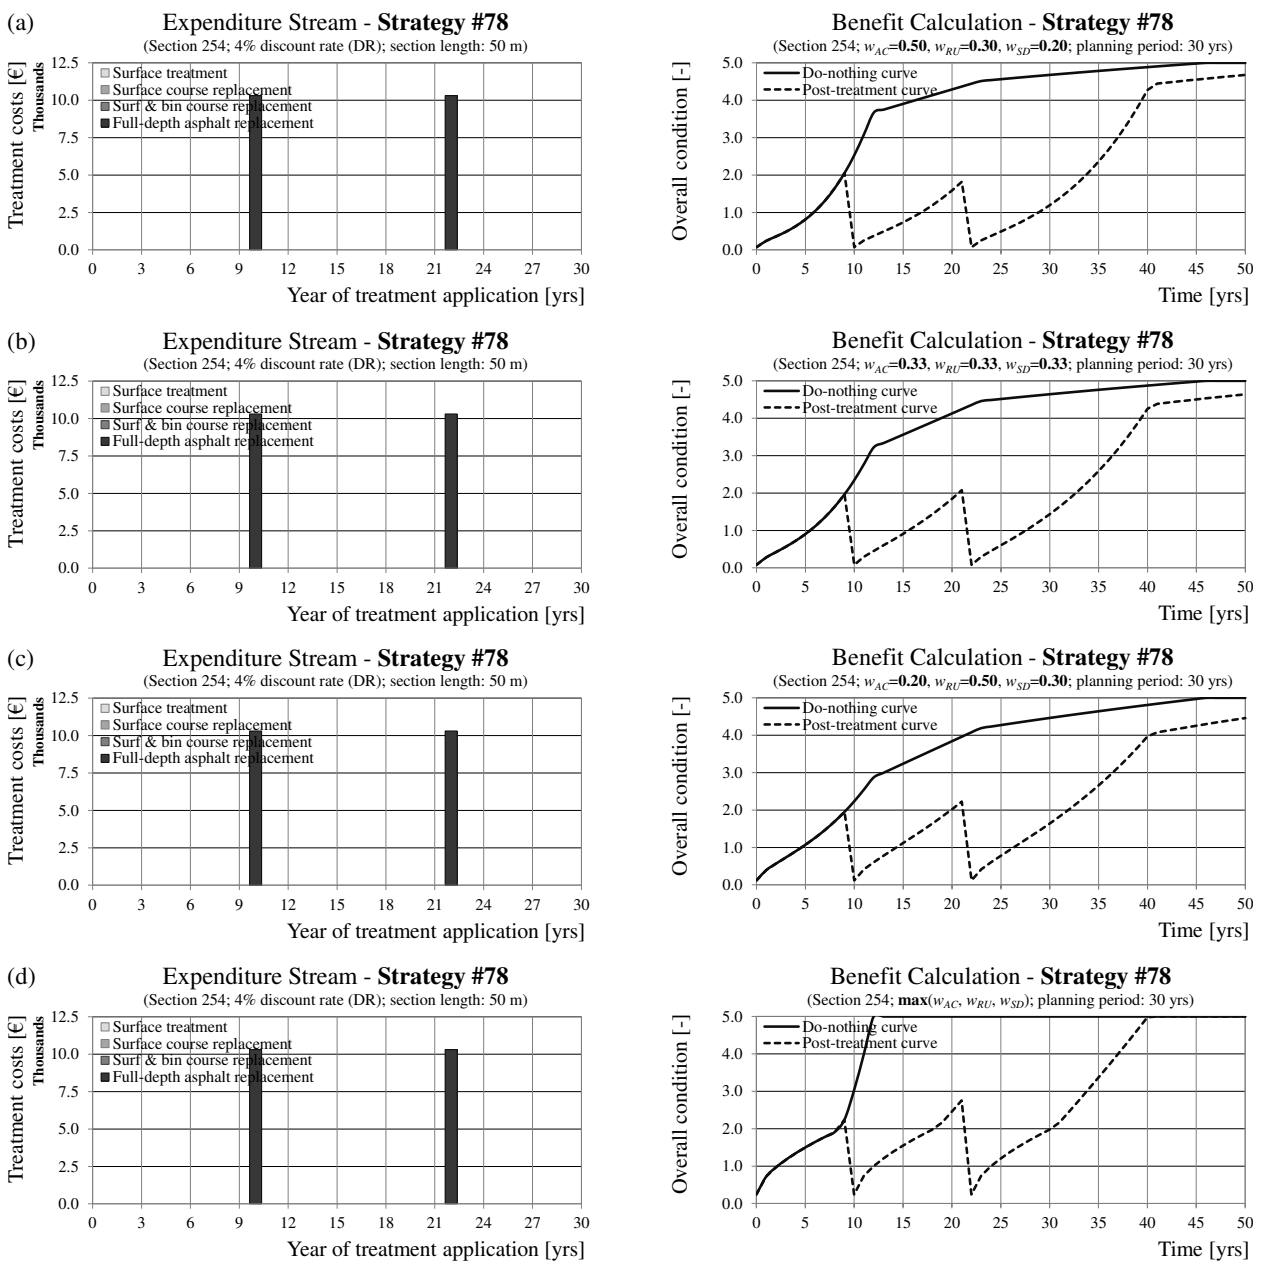 (a)
Expenditure Stream - Strategy #78
(Section 254; 4% discount rate (DR); section length: 50 m)
Treatment costs [€]
Thousands
12.5
10.0
7.5
5.0
2.5
0.0
Surface treatment
Surface course replacement
Surf & bin course replacement
Full-depth asphalt replacement
0 3 6 9 12 15 18 21 24 27 30
Year of treatment application [yrs]
Benefit Calculation - Strategy #78
(Section 254; wAC=0.50, wRU=0.30, wSD=0.20; planning period: 30 yrs)
Overall condition [-]
5.0
4.0
3.0
2.0
1.0
0.0
Do-nothing curve
Post-treatment curve
0 5 10 15 20 25 30 35 40 45 50
Time [yrs]
(b)
Expenditure Stream - Strategy #78
(Section 254; 4% discount rate (DR); section length: 50 m)
Treatment costs [€]
Thousands
12.5
10.0
7.5
5.0
2.5
0.0
Surface treatment
Surface course replacement
Surf & bin course replacement
Full-depth asphalt replacement
0 3 6 9 12 15 18 21 24 27 30
Year of treatment application [yrs]
Benefit Calculation - Strategy #78
(Section 254; wAC=0.33, wRU=0.33, wSD=0.33; planning period: 30 yrs)
Overall condition [-]
5.0
4.0
3.0
2.0
1.0
0.0
Do-nothing curve
Post-treatment curve
0 5 10 15 20 25 30 35 40 45 50
Time [yrs]
(c)
Expenditure Stream - Strategy #78
(Section 254; 4% discount rate (DR); section length: 50 m)
Treatment costs [€]
Thousands
12.5
10.0
7.5
5.0
2.5
0.0
Surface treatment
Surface course replacement
Surf & bin course replacement
Full-depth asphalt replacement
0 3 6 9 12 15 18 21 24 27 30
Year of treatment application [yrs]
Benefit Calculation - Strategy #78
(Section 254; wAC=0.20, wRU=0.50, wSD=0.30; planning period: 30 yrs)
Overall condition [-]
5.0
4.0
3.0
2.0
1.0
0.0
Do-nothing curve
Post-treatment curve
0 5 10 15 20 25 30 35 40 45 50
Time [yrs]
(d)
Expenditure Stream - Strategy #78
(Section 254; 4% discount rate (DR); section length: 50 m)
Treatment costs [€]
Thousands
12.5
10.0
7.5
5.0
2.5
0.0
Surface treatment
Surface course replacement
Surf & bin course replacement
Full-depth asphalt replacement
0 3 6 9 12 15 18 21 24 27 30
Year of treatment application [yrs]
Benefit Calculation - Strategy #78
(Section 254; max(wAC, wRU, wSD); planning period: 30 yrs)
Overall condition [-]
5.0
4.0
3.0
2.0
1.0
0.0
Do-nothing curve
Post-treatment curve
0 5 10 15 20 25 30 35 40 45 50
Time [yrs]